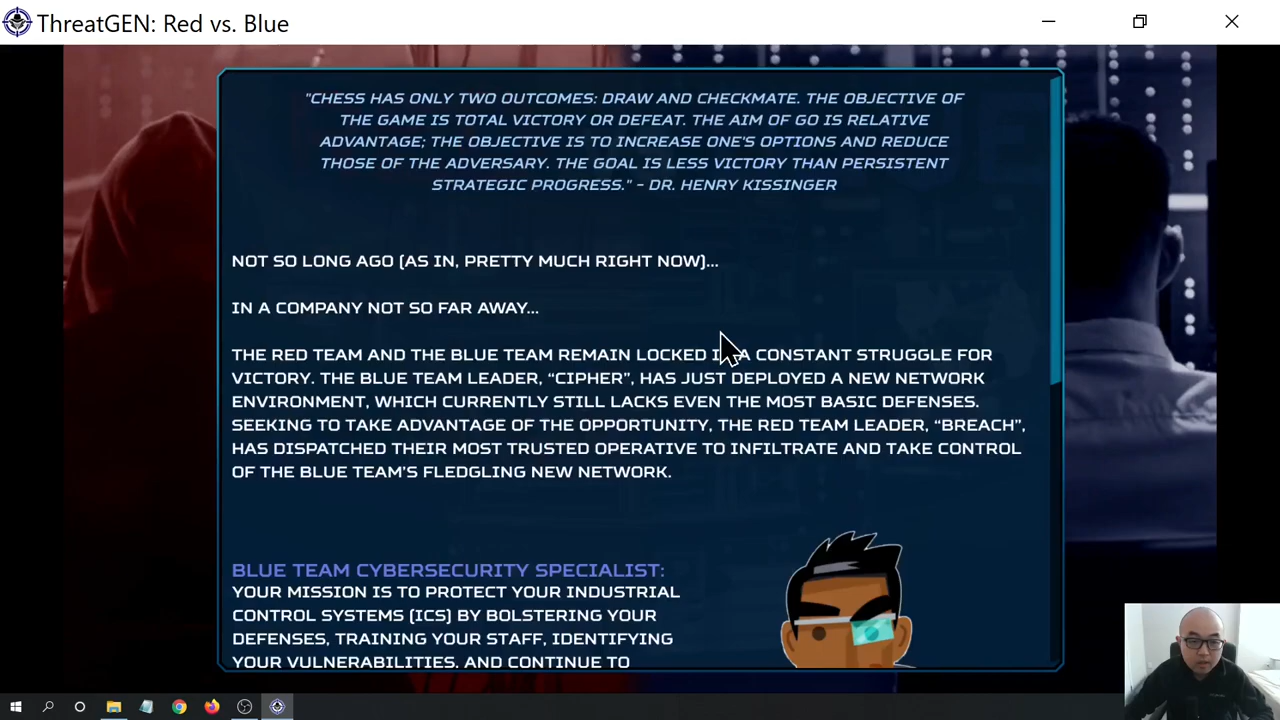 ThreatGEN: Red vs. Blue
"CHESS HAS ONLY TWO OUTCOMES: DRAW AND CHECKMATE. THE OBJECTIVE OF
THE GAME IS TOTAL VICTORY OR DEFEAT. THE AIM OF GO IS RELATIVE
ADVANTAGE; THE OBJECTIVE IS TO INCREASE ONE'S OPTIONS AND REDUCE
THOSE OF THE ADVERSARY. THE GOAL IS LESS VICTORY THAN PERSISTENT
STRATEGIC PROGRESS." - DR. HENRY KISSINGER
NOT SO LONG AGO (AS IN, PRETTY MUCH RIGHT NOW)...
IN A COMPANY NOT SO FAR AWAY...
THE RED TEAM AND THE BLUE TEAM REMAIN LOCKED IN A CONSTANT STRUGGLE FOR
VICTORY. THE BLUE TEAM LEADER, “CIPHER”, HAS JUST DEPLOYED A NEW NETWORK
ENVIRONMENT, WHICH CURRENTLY STILL LACKS EVEN THE MOST BASIC DEFENSES.
SEEKING TO TAKE ADVANTAGE OF THE OPPORTUNITY, THE RED TEAM LEADER, “BREACH”,
HAS DISPATCHED THEIR MOST TRUSTED OPERATIVE TO INFILTRATE AND TAKE CONTROL
OF THE BLUE TEAM’S FLEDGLING NEW NETWORK.
BLUE TEAM CYBERSECURITY SPECIALIST:
YOUR MISSION IS TO PROTECT YOUR INDUSTRIAL
CONTROL SYSTEMS (ICS) BY BOLSTERING YOUR
DEFENSES, TRAINING YOUR STAFF, IDENTIFYING
YOUR VULNERABILITIES. AND CONTINUE TO